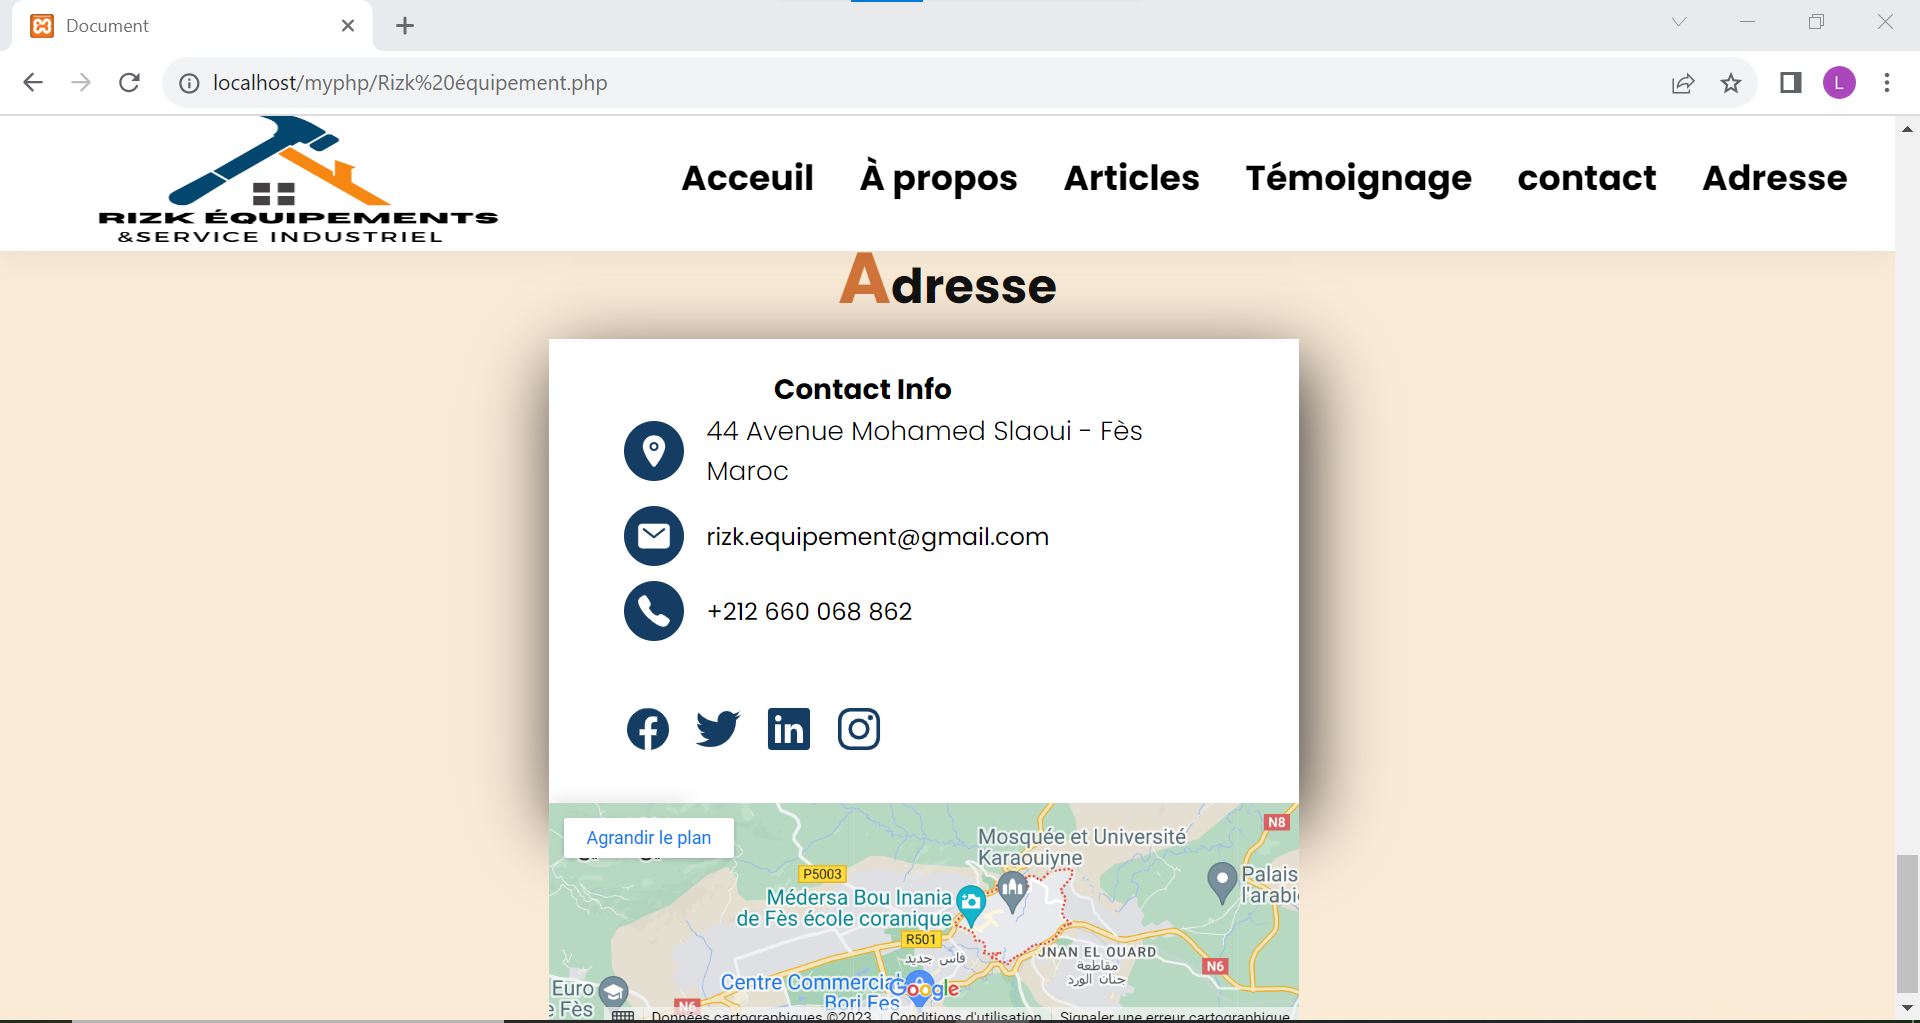 Document
localhost/myphp/Rizk%20équipement.php
L
RIZK ÉQUIPEMENTS
&SERVICE INDUSTRIEL
Acceuil À propos Articles Témoignage contact Adresse
Adresse
Contact Info
44 Avenue Mohamed Slaoui - Fès
Maroc
rizk.equipement@gmail.com
+212 660 068 862
Agrandir le plan
Mosquée et Université
Karaouiyne
N8
P5003
Palais
l'arabi
Médersa Bou Inania
de Fès école coranique
R501
فاس جديد
JNAN EL OUARD
مقاطعة
جنان الورد
N6
Centre Commercial
Borj Fes
Google
Euro
Fès
N6
Données cartographiques ©2023 Conditions d'utilisation Signaler une erreur cartographique